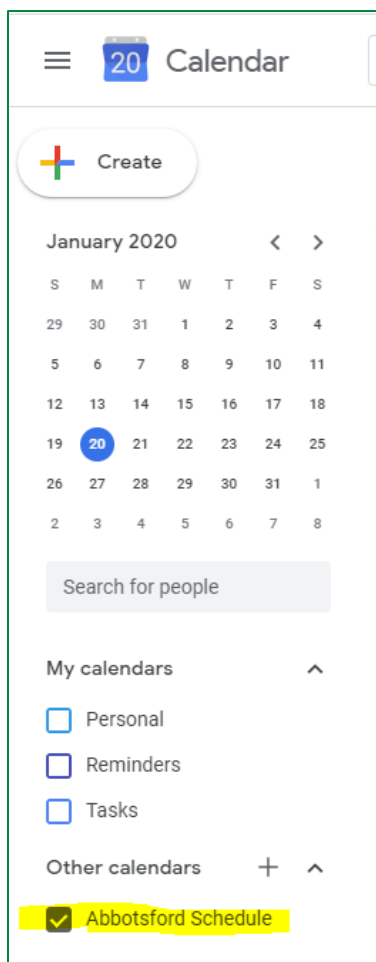 20 Calendar
Create
January 2020
S M T W T F S
29 30 31 1 2 3 4
5 6 7 8 9 10 11
12 13 14 15 16 17 18
19 20 21 22 23 24 25
26 27 28 29 30 31 1
2 3 4 5 6 7 8
Search for people
My calendars
Personal
Reminders
Tasks
Other calendars
Abbotsford Schedule